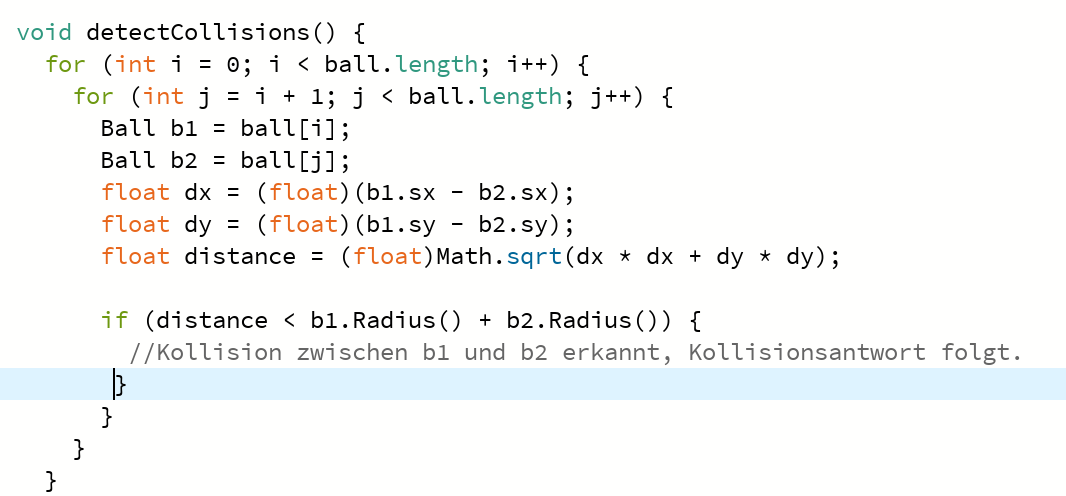 void detectCollisions() {
for (int i = 0; i < ball.length; i++) {
for (int j = i + 1; j < ball.length; j++) {
Ball b1 = ball[i];
Ball b2 = ball[j];
float dx = (float)(b1.sx - b2.sx);
float dy = (float)(b1.sy - b2.sy);
float distance = (float)Math.sqrt(dx * dx + dy * dy);
if (distance < b1.Radius() + b2.Radius()) {
//Kollision zwischen b1 und b2 erkannt, Kollisionsantwort folgt.
}
}
}
}